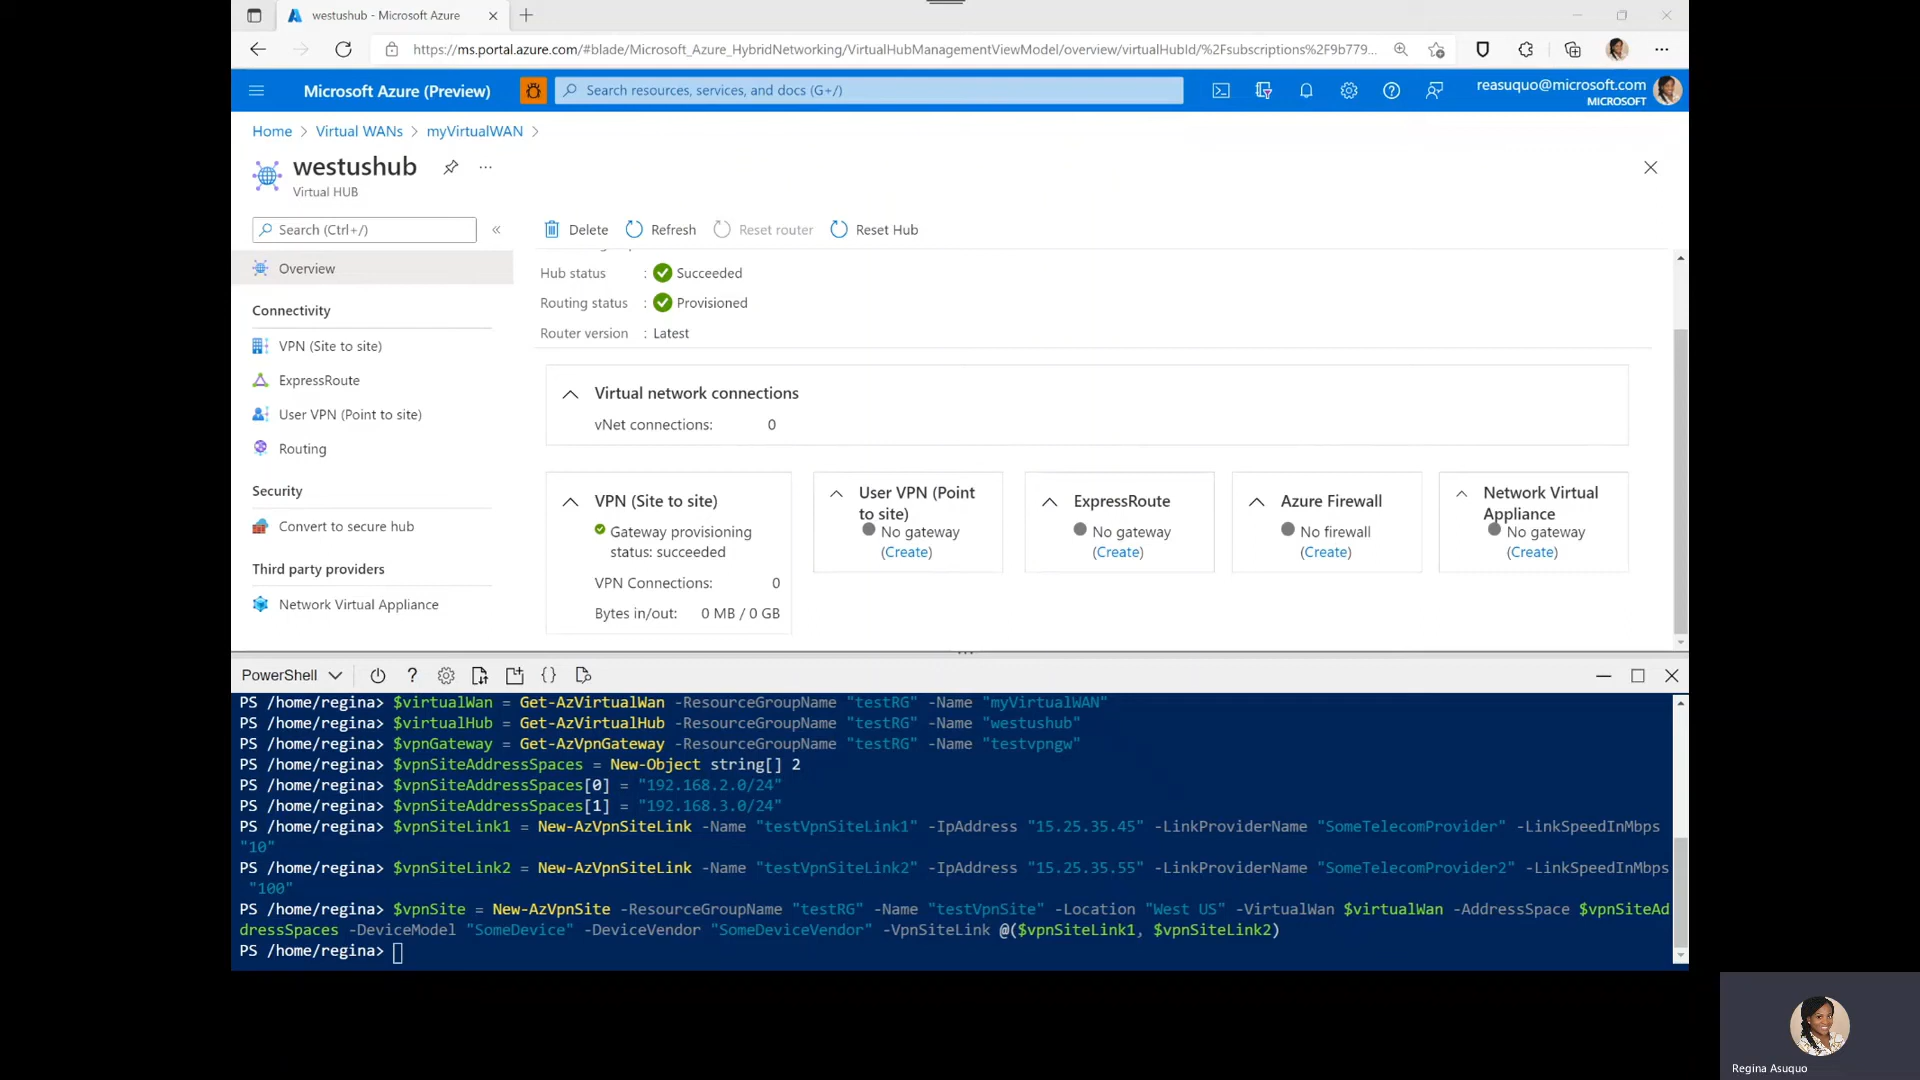 westushub - Microsoft Azure
https://ms.portal.azure.com/#blade/Microsoft_Azure_HybridNetworking/VirtualHubManagementViewModel/overview/virtualHubId/%2Fsubscriptions%2F9b779...
Microsoft Azure (Preview)
Search resources, services, and docs (G+/)
reasuquo@microsoft.com
MICROSOFT
Home > Virtual WANs > myVirtualWAN >
westushub
Virtual HUB
Search (Ctrl+/)
Delete
Refresh
Reset router
Reset Hub
Overview
Connectivity
VPN (Site to site)
ExpressRoute
User VPN (Point to site)
Routing
Security
Convert to secure hub
Third party providers
Network Virtual Appliance
Hub status : Succeeded
Routing status : Provisioned
Router version : Latest
Virtual network connections
vNet connections: 0
VPN (Site to site)
Gateway provisioning
status: succeeded
VPN Connections: 0
Bytes in/out: 0 MB / 0 GB
User VPN (Point
to site)
No gateway
(Create)
ExpressRoute
No gateway
(Create)
Azure Firewall
No firewall
(Create)
Network Virtual
Appliance
No gateway
(Create)
PowerShell
PS /home/regina> $virtualWan = Get-AzVirtualWan -ResourceGroupName "testRG" -Name "myVirtualWAN"
PS /home/regina> $virtualHub = Get-AzVirtualHub -ResourceGroupName "testRG" -Name "westushub"
PS /home/regina> $vpnGateway = Get-AzVpnGateway -ResourceGroupName "testRG" -Name "testvpngw"
PS /home/regina> $vpnSiteAddressSpaces = New-Object string[] 2
PS /home/regina> $vpnSiteAddressSpaces[0] = "192.168.2.0/24"
PS /home/regina> $vpnSiteAddressSpaces[1] = "192.168.3.0/24"
PS /home/regina> $vpnSiteLink1 = New-AzVpnSiteLink -Name "testVpnSiteLink1" -IpAddress "15.25.35.45" -LinkProviderName "SomeTelecomProvider" -LinkSpeedInMbps
"10"
PS /home/regina> $vpnSiteLink2 = New-AzVpnSiteLink -Name "testVpnSiteLink2" -IpAddress "15.25.35.55" -LinkProviderName "SomeTelecomProvider2" -LinkSpeedInMbps
"100"
PS /home/regina> $vpnSite = New-AzVpnSite -ResourceGroupName "testRG" -Name "testVpnSite" -Location "West US" -VirtualWan $virtualWan -AddressSpace $vpnSiteAd
dressSpaces -DeviceModel "SomeDevice" -DeviceVendor "SomeDeviceVendor" -VpnSiteLink @($vpnSiteLink1, $vpnSiteLink2)
PS /home/regina>
Regina Asuquo